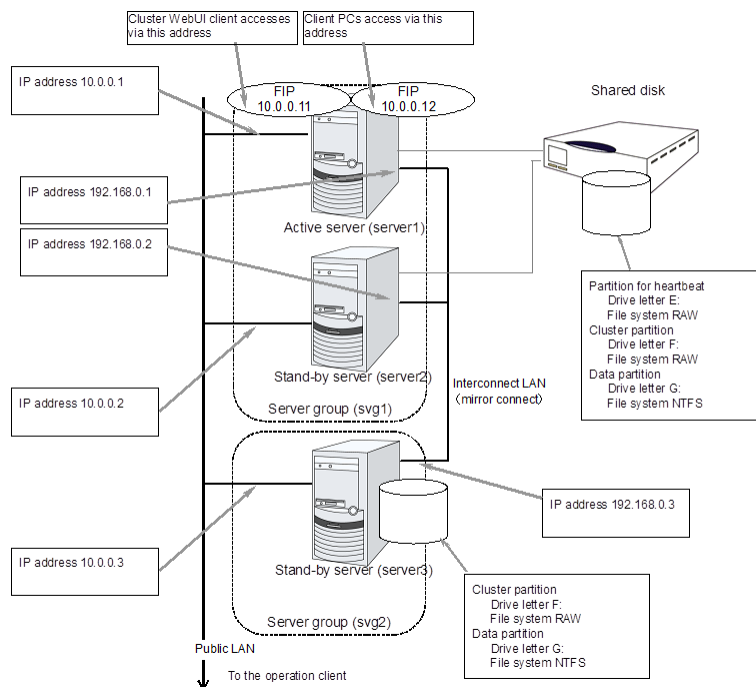 Cluster WebUI client accesses
via this address
Client PCs access via this
address
IP address 10.0.0.1
FIP
10.0.0.11
FIP
10.0.0.12
Shared disk
IP address 192.168.0.1
Active server (server1)
IP address 192.168.0.2
Partition for heartbeat
Drive letter E:
File system RAW
Cluster partition
Drive letter F:
File system RAW
Data partition
Drive letter G:
File system NTFS
Stand-by server (server2)
Interconnect LAN
(mirror connect)
IP address 10.0.0.2
Server group (svg1)
IP address 192.168.0.3
IP address 10.0.0.3
Stand-by server (server3)
Cluster partition
Drive letter F:
File system RAW
Data partition
Drive letter G:
File system NTFS
Server group (svg2)
Public LAN
To the operation client